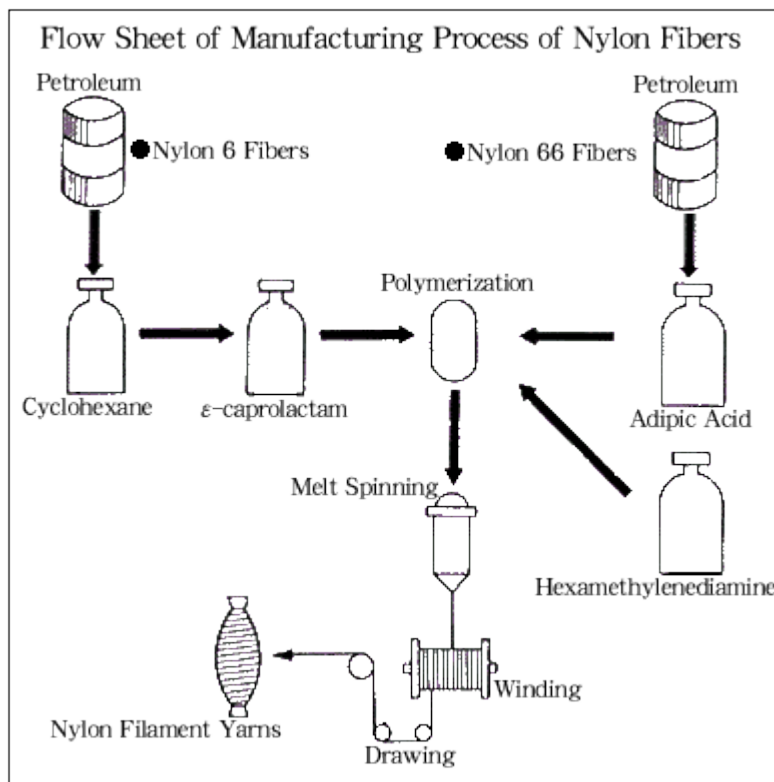 Flow Sheet of Manufacturing Process of Nylon Fibers
Petroleum
Petroleum
●Nylon 6 Fibers
●Nylon 66 Fibers
Polymerization
Cyclohexane
ε-caprolactam
Adipic Acid
Melt Spinning
Hexamethylenediamine
Winding
Nylon Filament Yarns
Drawing